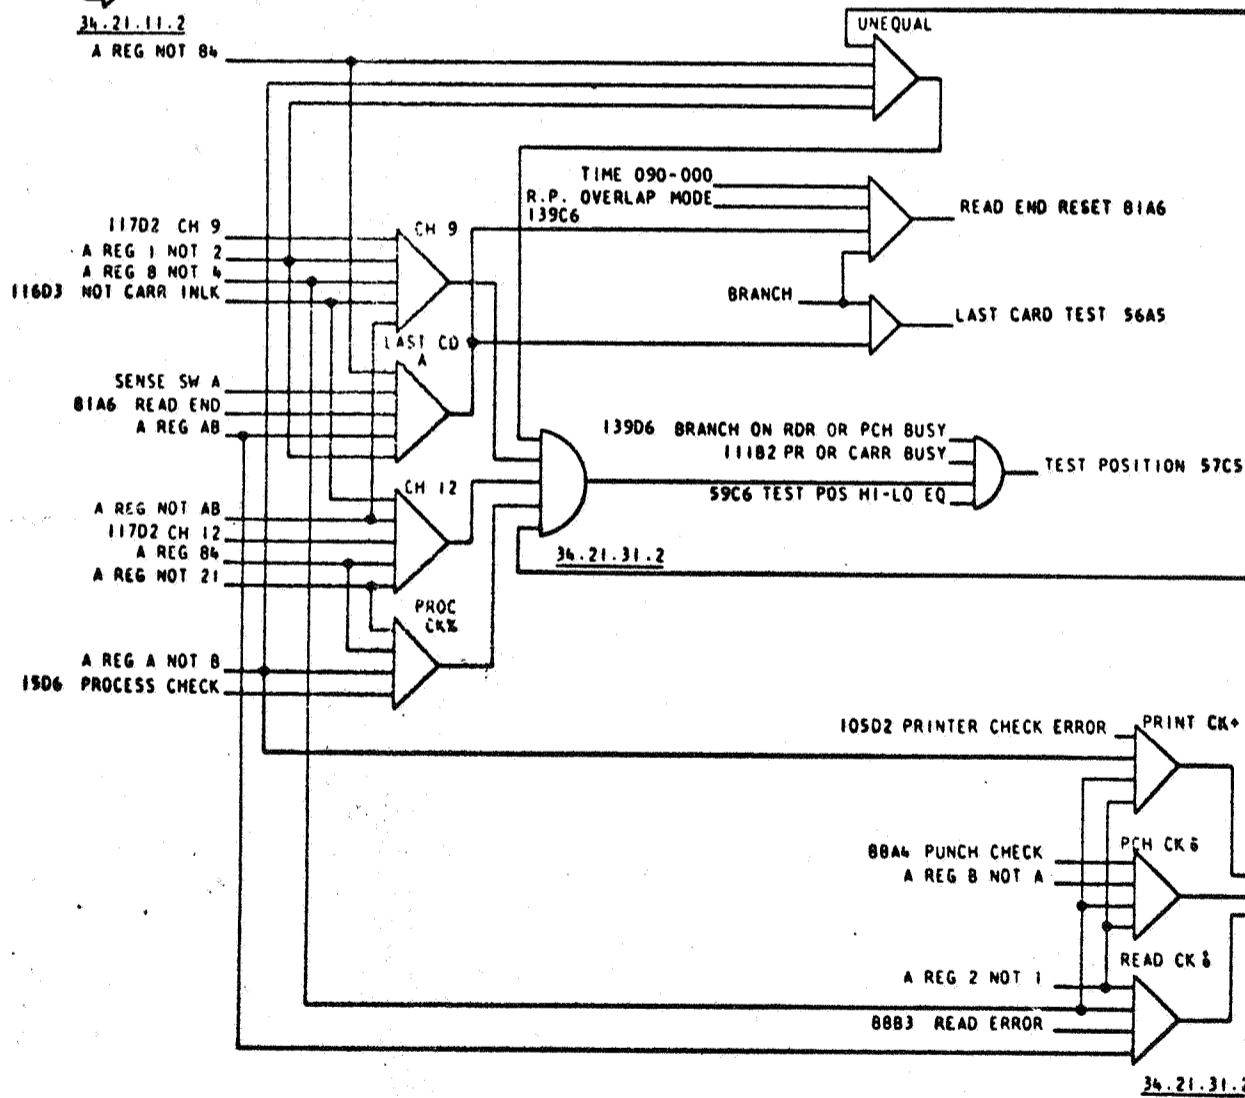 34.21.11.2
A REG NOT 84
UNEQUAL
TIME 090-000
R.P. OVERLAP MODE
139C6
READ END RESET 81A6
117D2 CH 9
CH 9
A REG 1 NOT 2
A REG 8 NOT 4
116D3 NOT CARR INLK
BRANCH
LAST CARD TEST 56A5
LAST CD
A
SENSE SW A
81A6 READ END
A REG AB
139D6 BRANCH ON RDR OR PCH BUSY
111B2 PR OR CARR BUSY
TEST POSITION 57C5
59C6 TEST POS HI-LO EQ
CH 12
A REG NOT AB
117D2 CH 12
A REG 84
A REG NOT 21
34.21.31.2
PROC
CK%
A REG A NOT B
15D6 PROCESS CHECK
105D2 PRINTER CHECK ERROR
PRINT CK+
88A4 PUNCH CHECK
PCH CK
A REG B NOT A
READ CK
A REG 2 NOT 1
88B3 READ ERROR
34.21.31.2